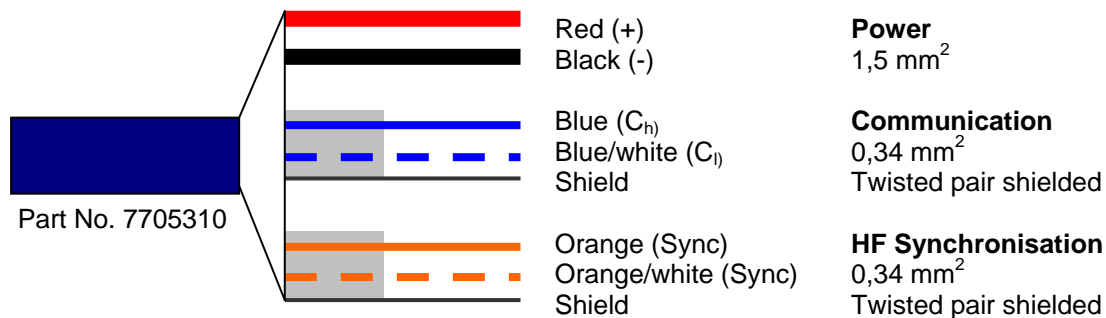 Red (+) Power
Black (-) 1,5 mm²
Blue (Cₕ) Communication
Blue/white (Cₗ) 0,34 mm²
Shield Twisted pair shielded
Part No. 7705310
Orange (Sync) HF Synchronisation
Orange/white (Sync) 0,34 mm²
Shield Twisted pair shielded